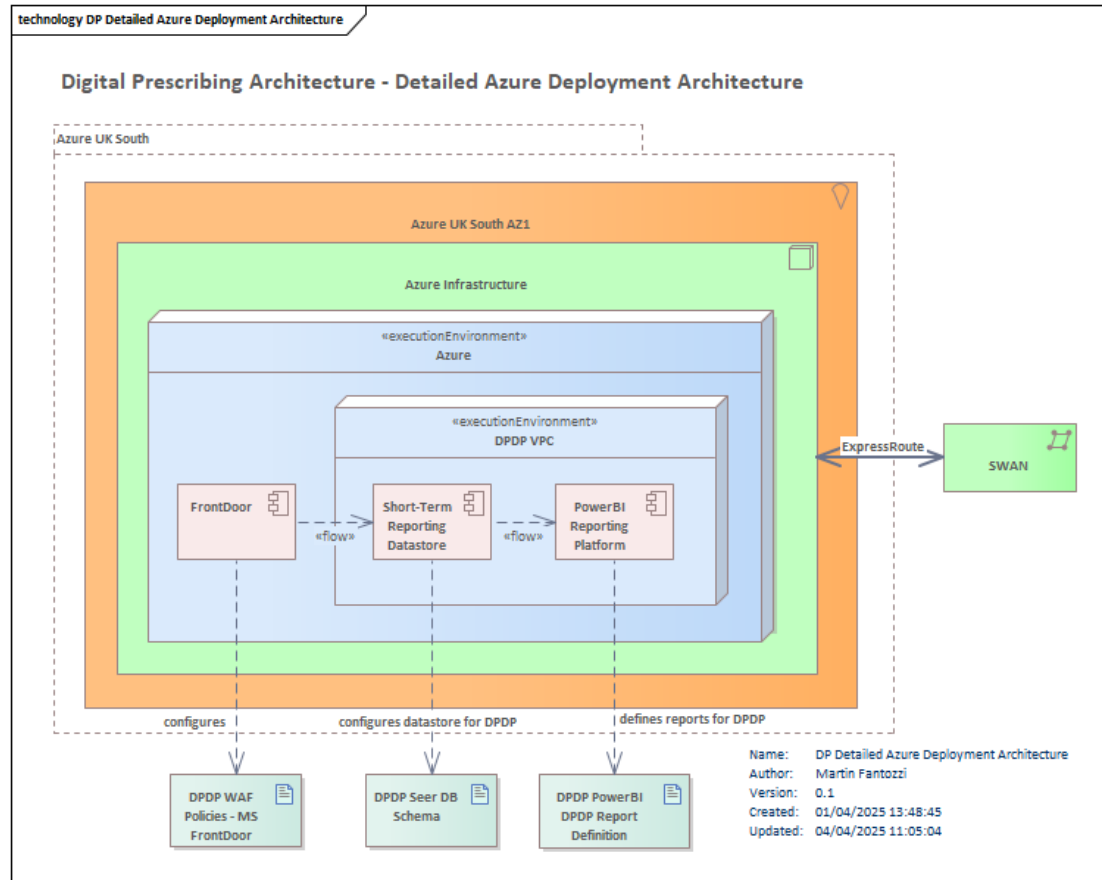 technology DP Detailed Azure Deployment Architecture
Digital Prescribing Architecture - Detailed Azure Deployment Architecture
Azure UK South
Azure UK South AZ1
Azure Infrastructure
«executionEnvironment»
Azure
«executionEnvironment»
DPDP VPC
FrontDoor
«flow»
Short-Term
Reporting
Datastore
«flow»
PowerBI
Reporting
Platform
ExpressRoute
SWAN
configures
configures datastore for DPDP
defines reports for DPDP
DPDP WAF
Policies - MS
FrontDoor
DPDP Seer DB
Schema
DPDP PowerBI
DPDP Report
Definition
Name: DP Detailed Azure Deployment Architecture
Author: Martin Fantozzi
Version: 0.1
Created: 01/04/2025 13:48:45
Updated: 04/04/2025 11:05:04